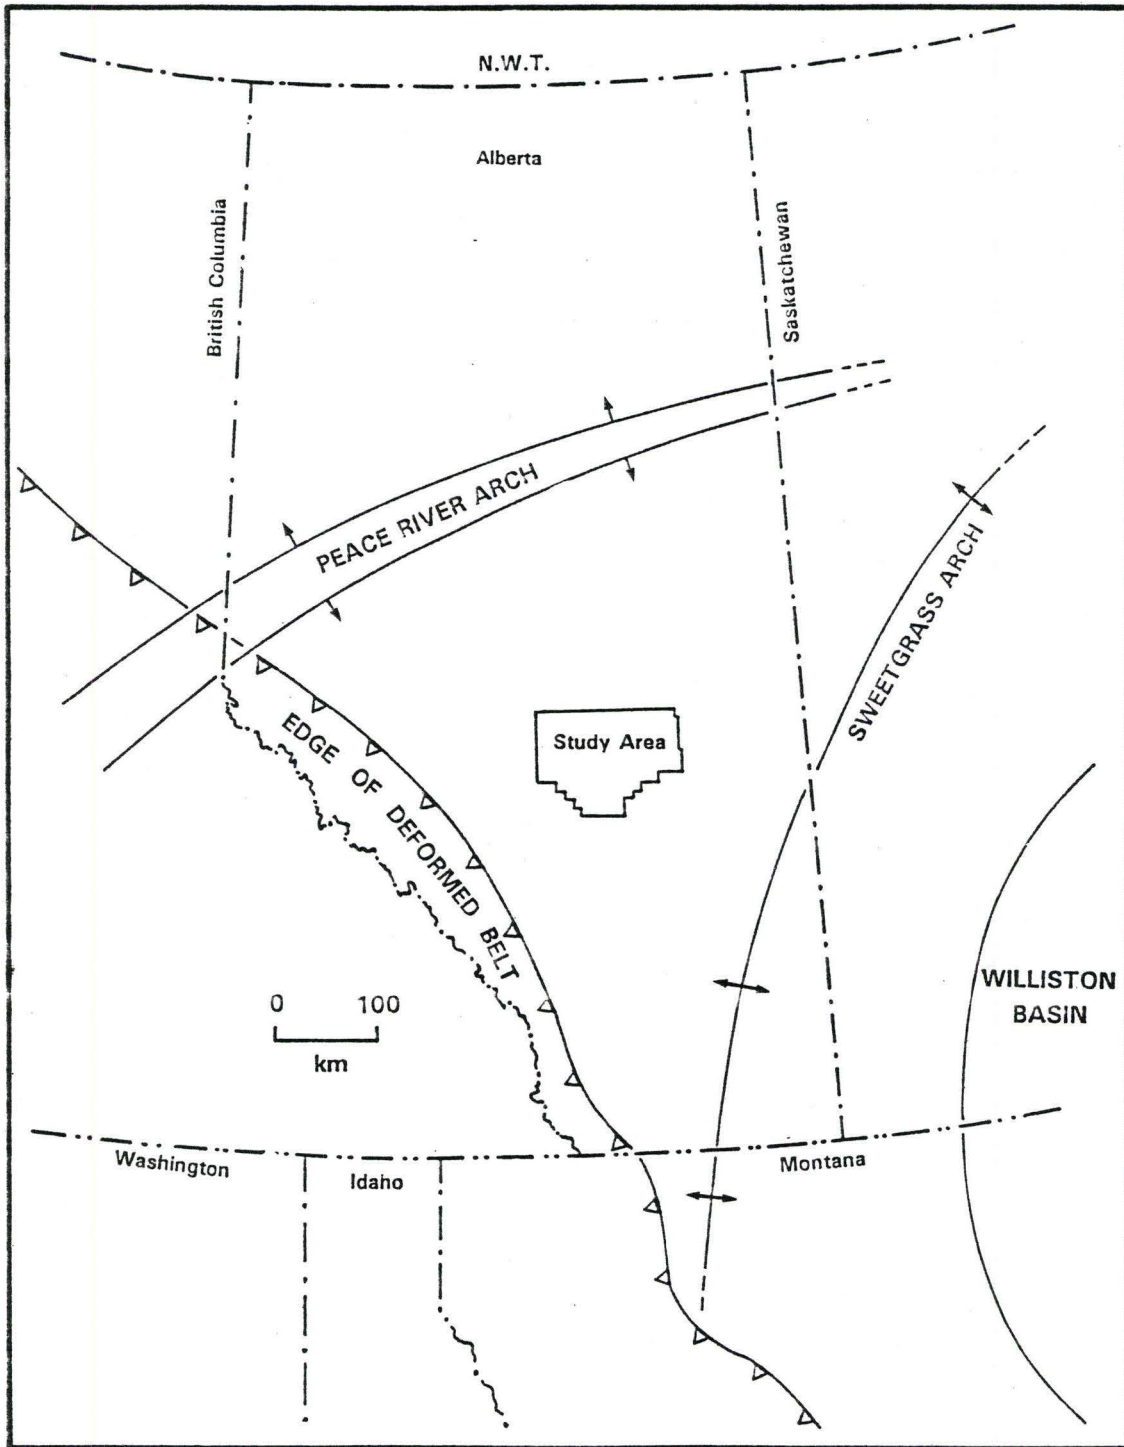 N.W.T.
Alberta
British Columbia
Saskatchewan
PEACE RIVER ARCH
SWEETGRASS ARCH
Study Area
EDGE OF DEFORMED BELT
WILLISTON
BASIN
0 100
km
Washington
Idaho
Montana